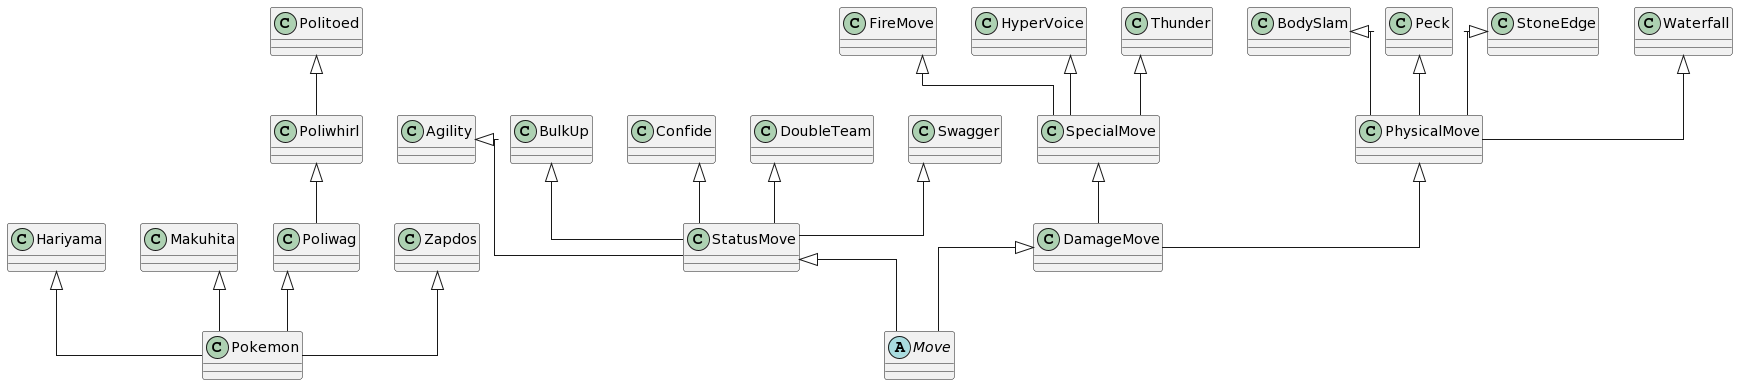 C Politoed
C FireMove
C HyperVoice
C Thunder
C BodySlam
C Peck
C StoneEdge
C Waterfall
C Poliwhirl
C Agility
C BulkUp
C Confide
C DoubleTeam
C Swagger
C SpecialMove
C PhysicalMove
C Hariyama
C Makuhita
C Poliwag
C Zapdos
C StatusMove
C DamageMove
C Pokemon
A Move